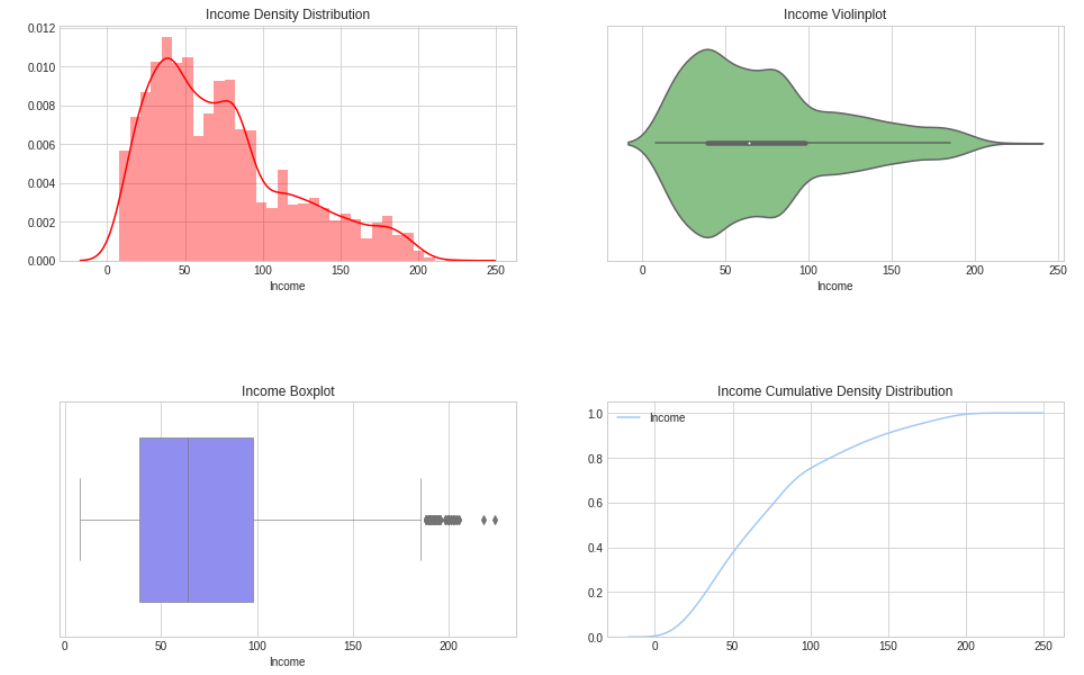 Income Density Distribution
0.012
0.010
0.008
0.006
0.004
0.002
0.000
0 50 100 150 200 250
Income
Income Violinplot
0 50 100 150 200 250
Income
Income Boxplot
0 50 100 150 200
Income
Income Cumulative Density Distribution
Income
1.0
0.8
0.6
0.4
0.2
0.0
0 50 100 150 200 250